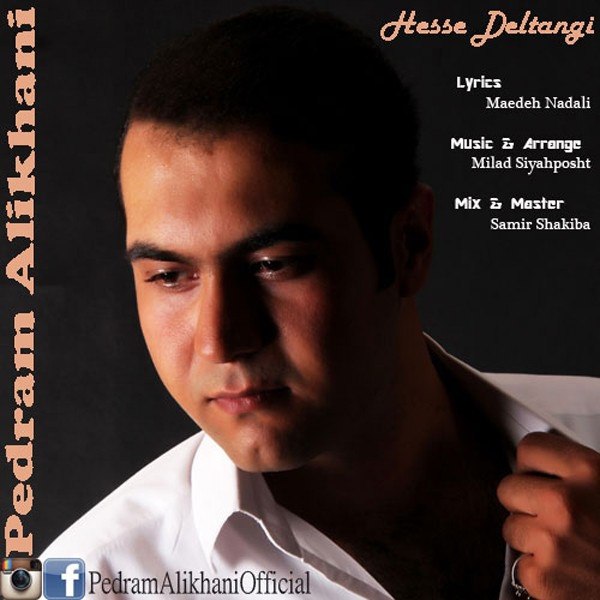 Pedram Alikhani
Hesse Deltangi
Lyrics
Maedeh Nadali
Music & Arrange
Milad Siyahposht
Mix & Master
Samir Shakiba
PedramAlikhaniOfficial